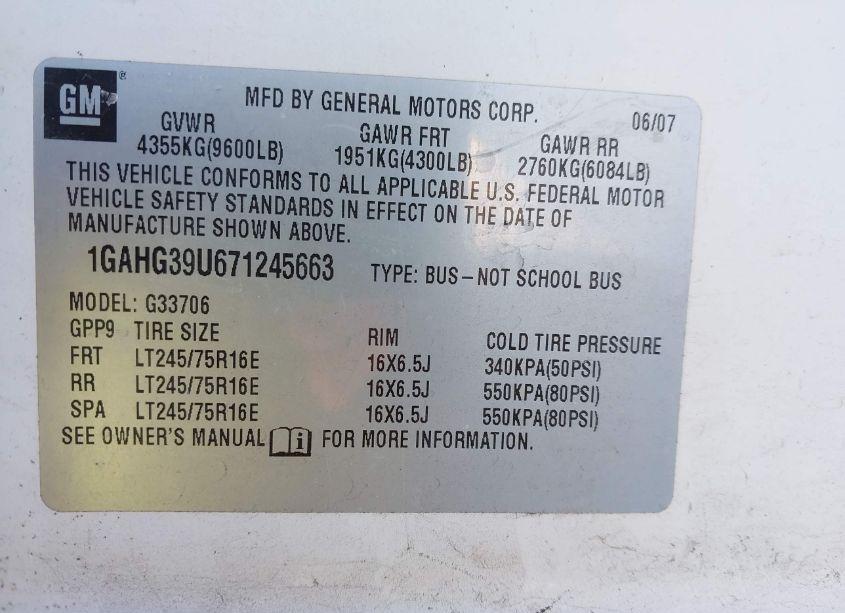 GM ®
MFD BY GENERAL MOTORS CORP. 06/07
GVWR GAWR FRT GAWR RR
4355KG(9600LB) 1951KG(4300LB) 2760KG(6084LB)
THIS VEHICLE CONFORMS TO ALL APPLICABLE U.S. FEDERAL MOTOR
VEHICLE SAFETY STANDARDS IN EFFECT ON THE DATE OF
MANUFACTURE SHOWN ABOVE.
1GAHG39U671245663 TYPE: BUS-NOT SCHOOL BUS
MODEL: G33706
GPP9 TIRE SIZE RIM COLD TIRE PRESSURE
FRT LT245/75R16E 16X6.5J 340KPA(50PSI)
RR LT245/75R16E 16X6.5J 550KPA(80PSI)
SPA LT245/75R16E 16X6.5J 550KPA(80PSI)
SEE OWNER'S MANUAL i FOR MORE INFORMATION.